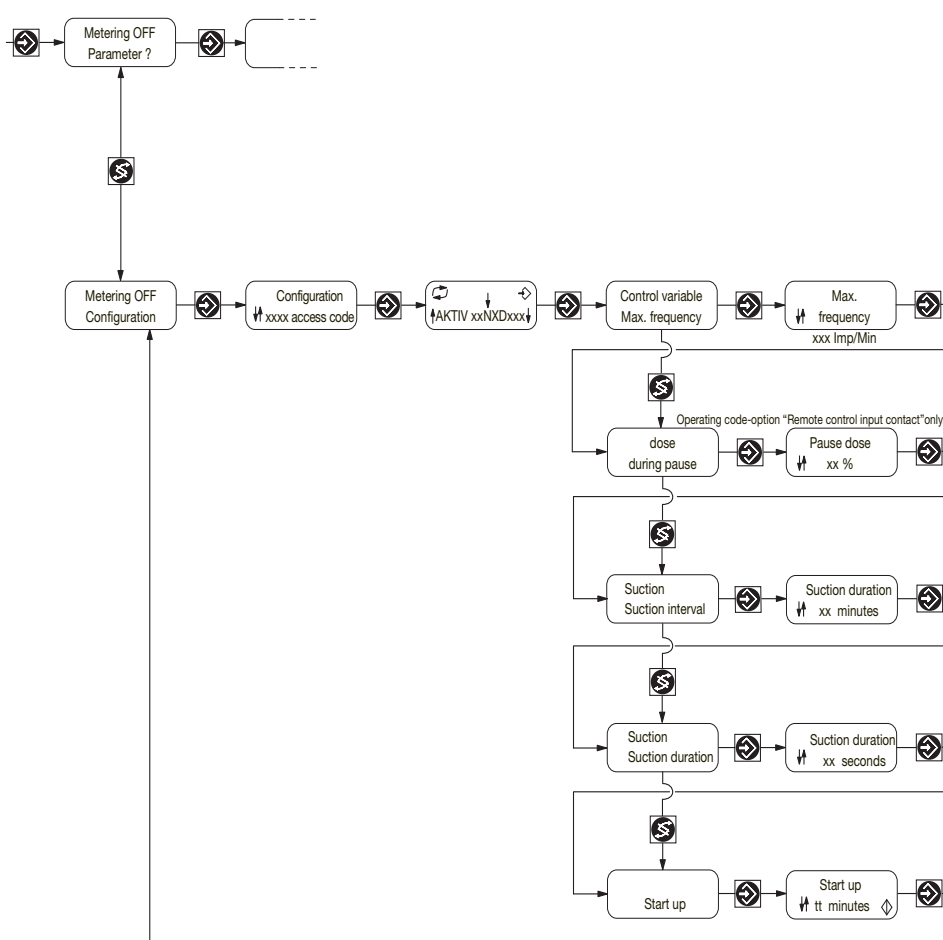 Metering OFF
Parameter ?
Metering OFF
Configuration
Configuration
xxxx access code
AKTIV xxNXDxxx
Control variable
Max. frequency
Max.
frequency
xxx Imp/Min
Operating code-option “Remote control input contact”only
dose
during pause
Pause dose
xx %
Suction
Suction interval
Suction duration
xx minutes
Suction
Suction duration
Suction duration
xx seconds
Start up
Start up
tt minutes